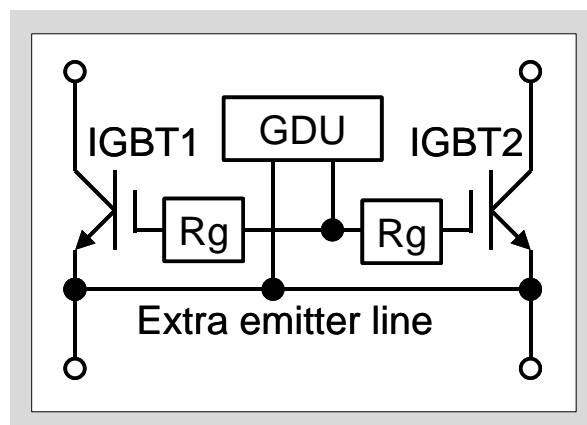 GDU
IGBT1
IGBT2
Rg
Rg
Extra emitter line